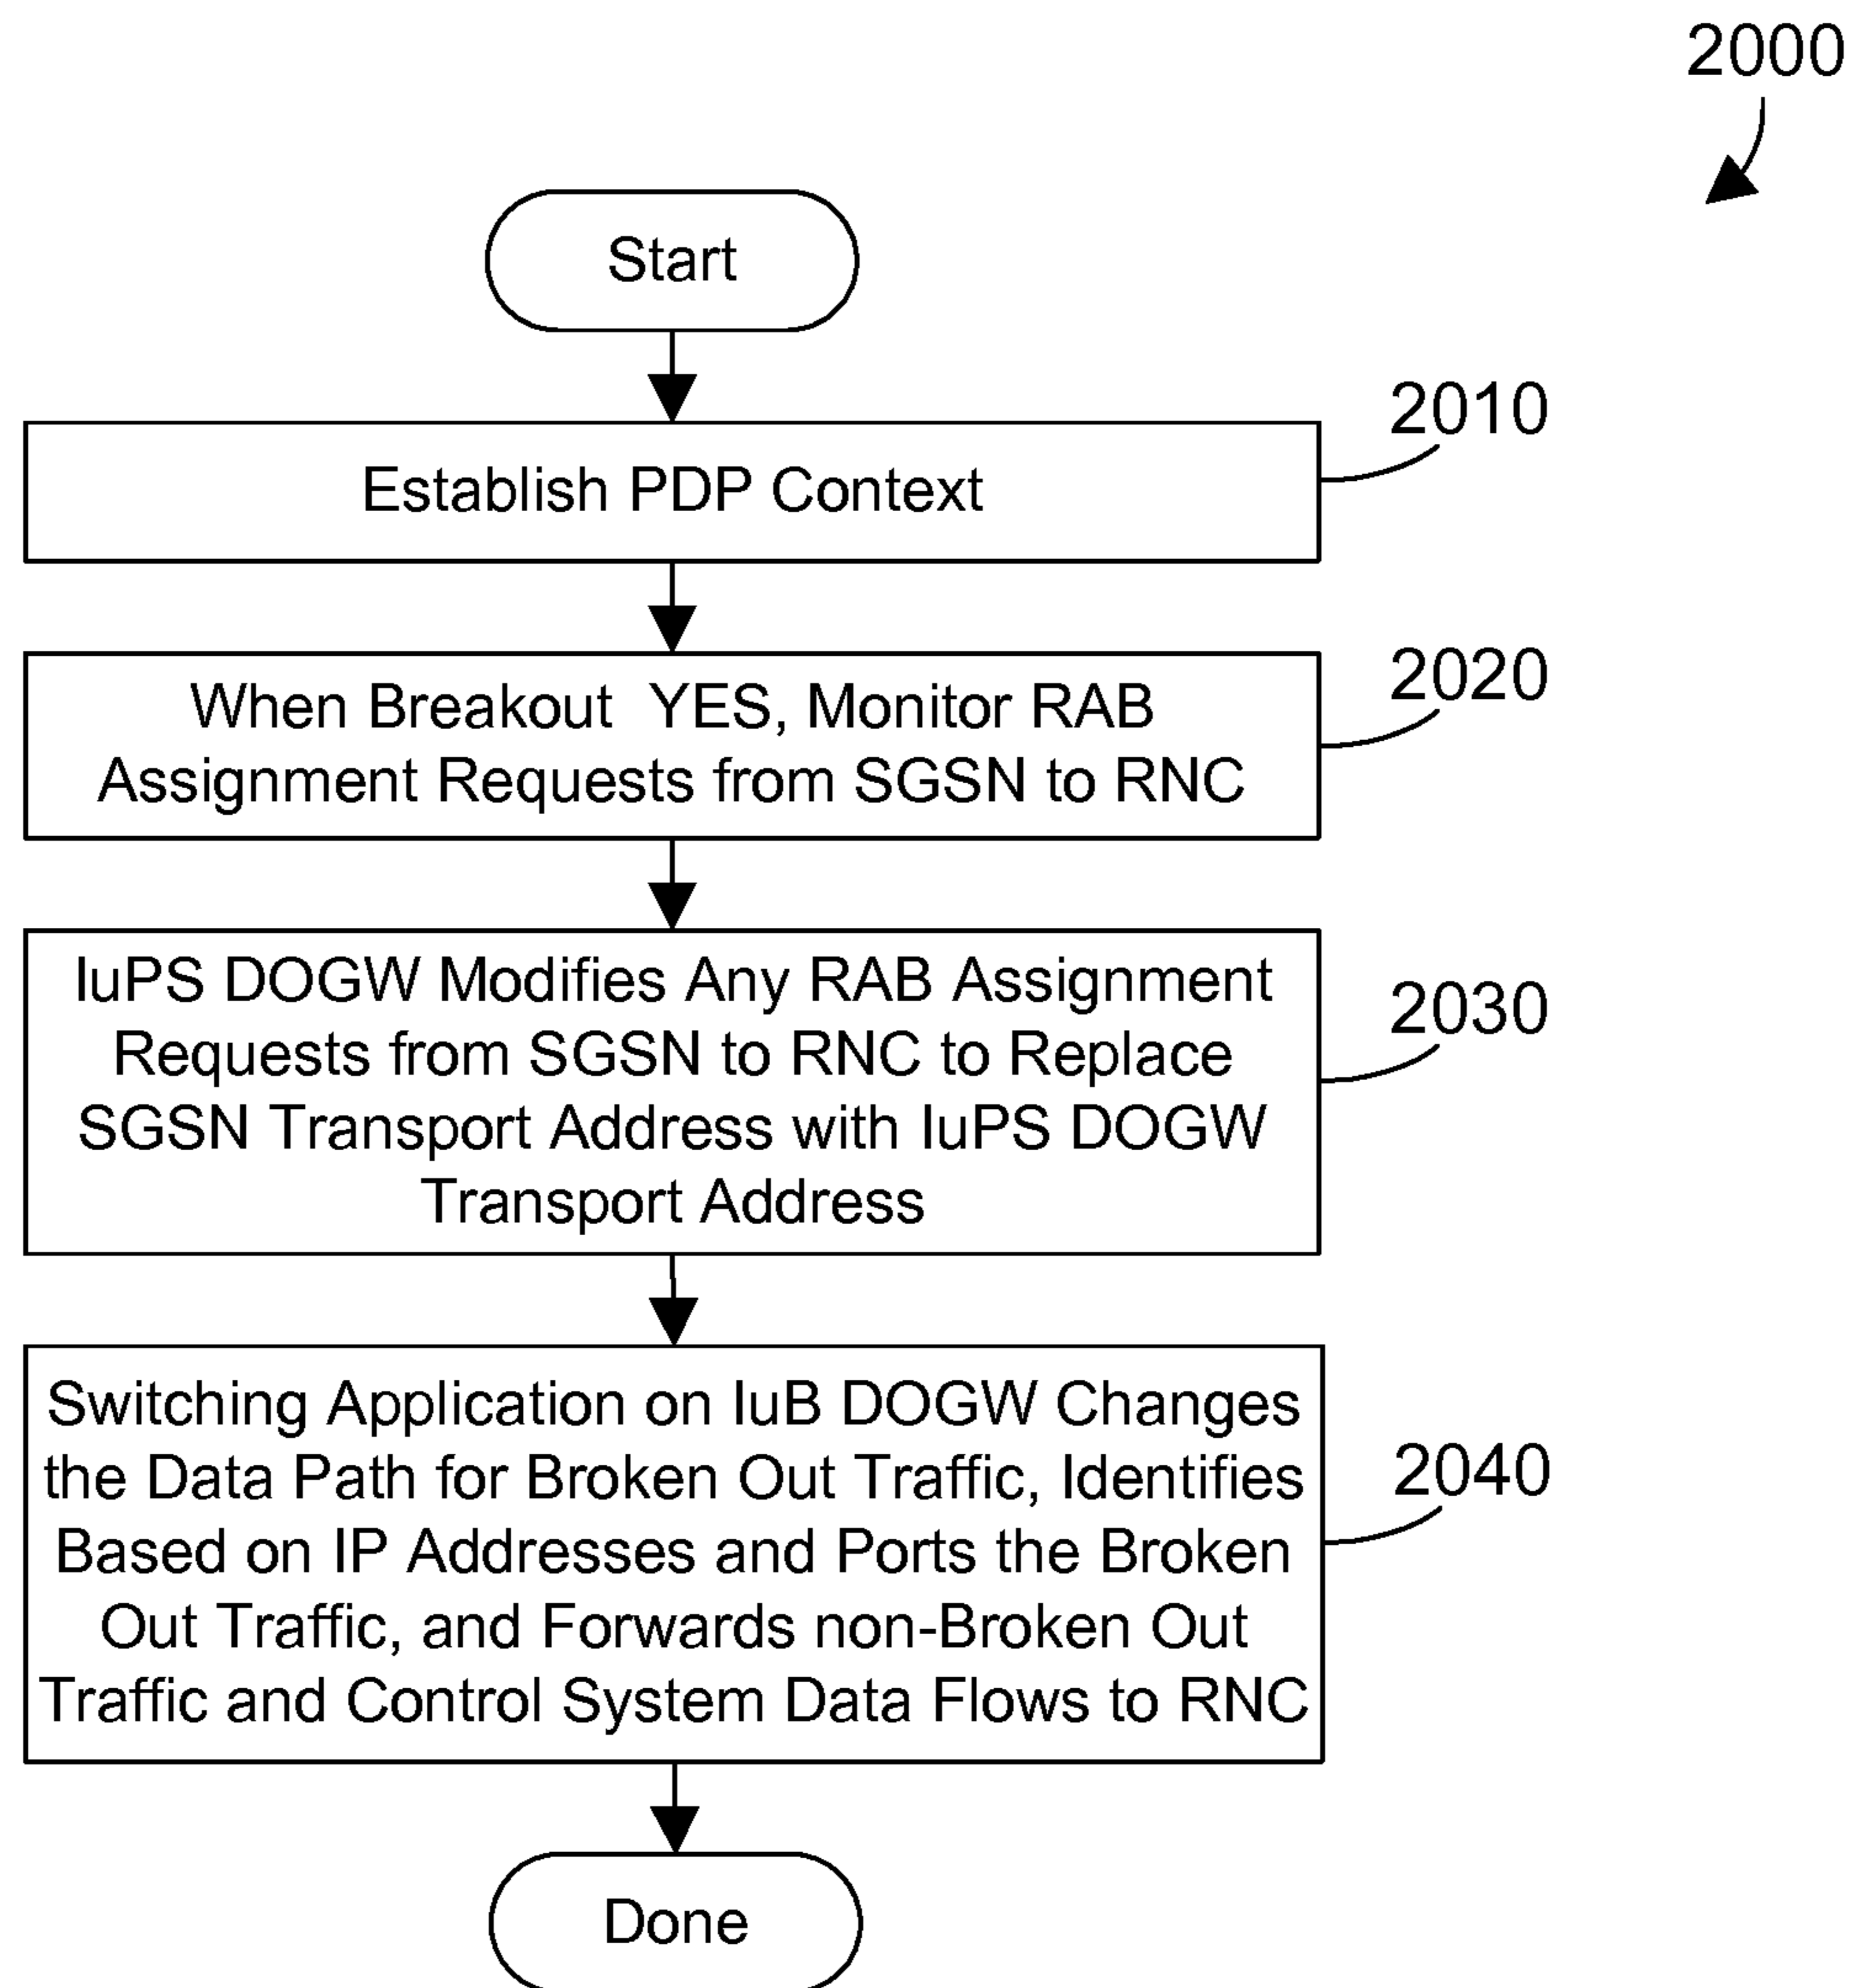 2000
Start
2010
Establish PDP Context
2020
When Breakout YES, Monitor RAB
Assignment Requests from SGSN to RNC
IuPS DOGW Modifies Any RAB Assignment
2030
Requests from SGSN to RNC to Replace
SGSN Transport Address with IuPS DOGW
Transport Address
Switching Application on IuB DOGW Changes
2040
the Data Path for Broken Out Traffic, Identifies
Based on IP Addresses and Ports the Broken
Out Traffic, and Forwards non-Broken Out
Traffic and Control System Data Flows to RNC
Done